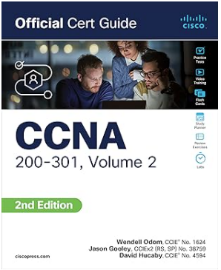 Official Cert Guide
CISCO
Practice
Tests
Video
Training
Flash
Cards
Study
Planner
Review
Exercises
Labs
CCNA
200-301, Volume 2
2nd Edition
Wendell Odom, CCIE® No. 1624
Jason Gooley, CCIEx2 (RS, SP) No. 38759
David Hucaby, CCIE® No. 4594
ciscopress.com